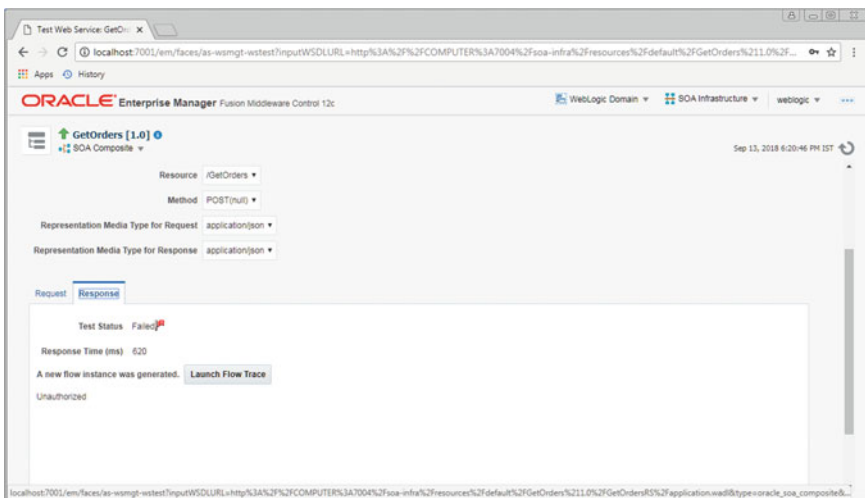 Test Web Service: GetOr
localhost:7001/em/faces/as-wsmgt-wstest?inputWSDLURL=http%3A%2F%2FCOMPUTER%3A7004%2Fsoa-infra%2Fresources%2Fdefault%2FGetOrders%211.0%2F...
Apps History
ORACLE Enterprise Manager Fusion Middleware Control 12c WebLogic Domain SOA Infrastructure weblogic
GetOrders [1.0]
SOA Composite Sep 13, 2018 6:20:46 PM IST
Resource /GetOrders
Method POST(null)
Representation Media Type for Request application/json
Representation Media Type for Response application/json
Request Response
Test Status Failed
Response Time (ms) 620
A new flow instance was generated. Launch Flow Trace
Unauthorized
localhost:7001/em/faces/as-wsmgt-wstest?inputWSDLURL=http%3A%2F%2FCOMPUTER%3A7004%2Fsoa-infra%2Fresources%2Fdefault%2FGetOrders%211.0%2FGetOrdersRS%2Fapplication.wadl&type=oracle_soa_composite&...